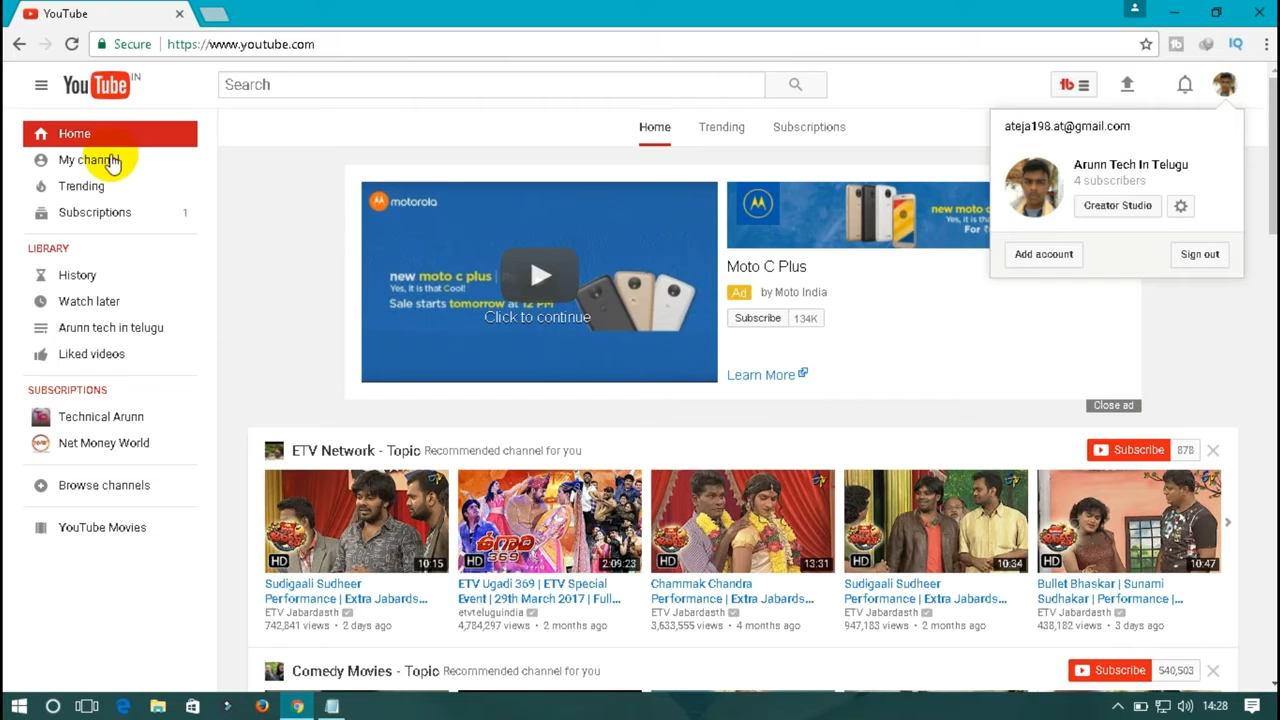 YouTube
Secure
https://www.youtube.com
YouTube IN
Search
Home
My channel
Trending
Subscriptions 1
LIBRARY
History
Watch later
Arunn tech in telugu
Liked videos
SUBSCRIPTIONS
Technical Arunn
Net Money World
Browse channels
YouTube Movies
Home Trending Subscriptions
ateja198.at@gmail.com
Arunn Tech In Telugu
4 subscribers
Creator Studio
Add account Sign out
motorola
new moto c plus
Yes, it is that Cool!
Sale starts tomorrow at 12 PM
Click to continue
new moto
Yes, it is t
For ₹
Moto C Plus
Ad by Moto India
Subscribe 134K
Learn More
Close ad
ETV Network - Topic Recommended channel for you
Subscribe 878
HD 10:15
HD 2:09:23
HD 13:31
HD 10:34
HD 10:47
Sudigaali Sudheer
Performance | Extra Jabards...
ETV Jabardasth
742,841 views • 2 days ago
ETV Ugadi 369 | ETV Special
Event | 29th March 2017 | Full...
etvteluguindia
4,784,297 views • 2 months ago
Chammak Chandra
Performance | Extra Jabards...
ETV Jabardasth
3,633,555 views • 4 months ago
Sudigaali Sudheer
Performance | Extra Jabards...
ETV Jabardasth
947,183 views • 2 months ago
Bullet Bhaskar | Sunami
Sudhakar | Performance |...
ETV Jabardasth
438,182 views • 3 days ago
Comedy Movies - Topic Recommended channel for you
Subscribe 540,503
14:28